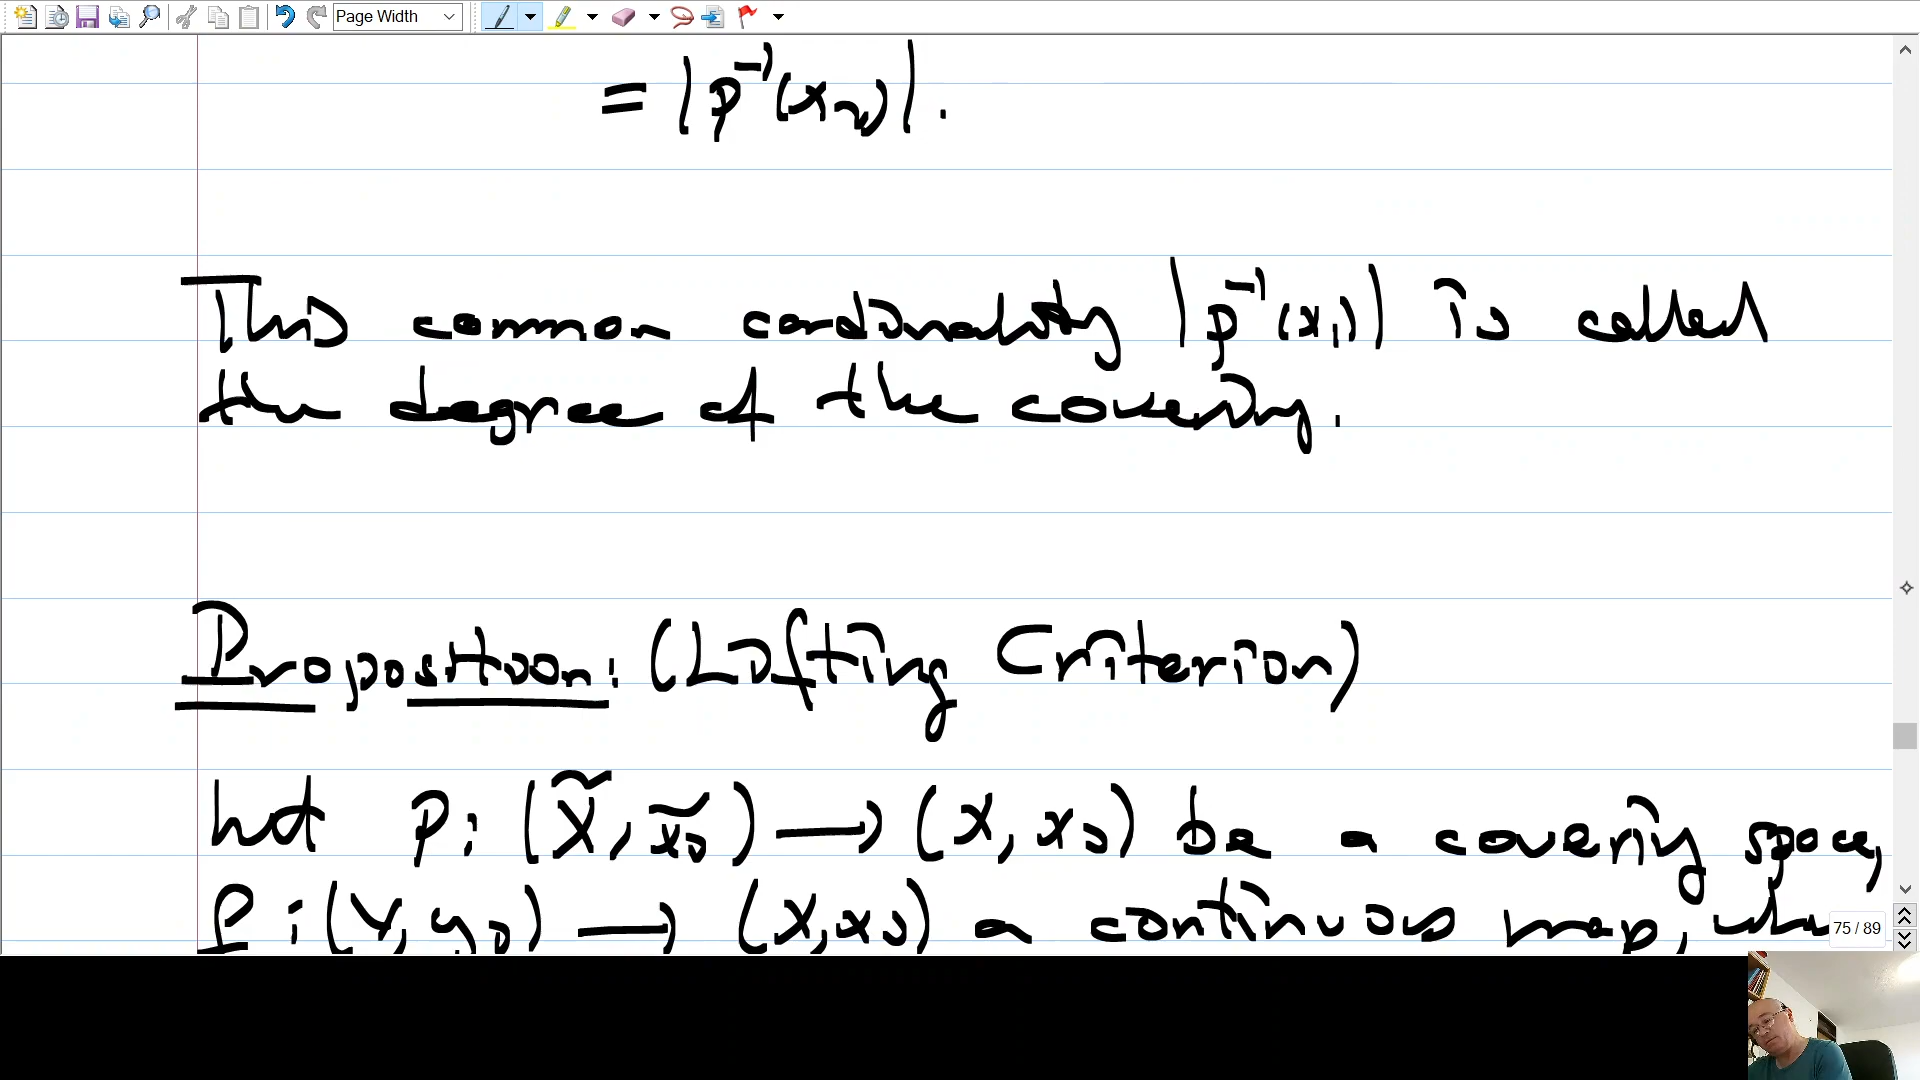 Page Width
= |p⁻¹(x₂)|.
This common cardinality |p⁻¹(x₁)| is called
the degree of the covering.
Proposition: (Lifting Criterion)
Let p: (X̃, x̃₀) → (X, x₀) be a covering space,
f: (Y, y₀) → (X, x₀) a continuous map,
75 / 89